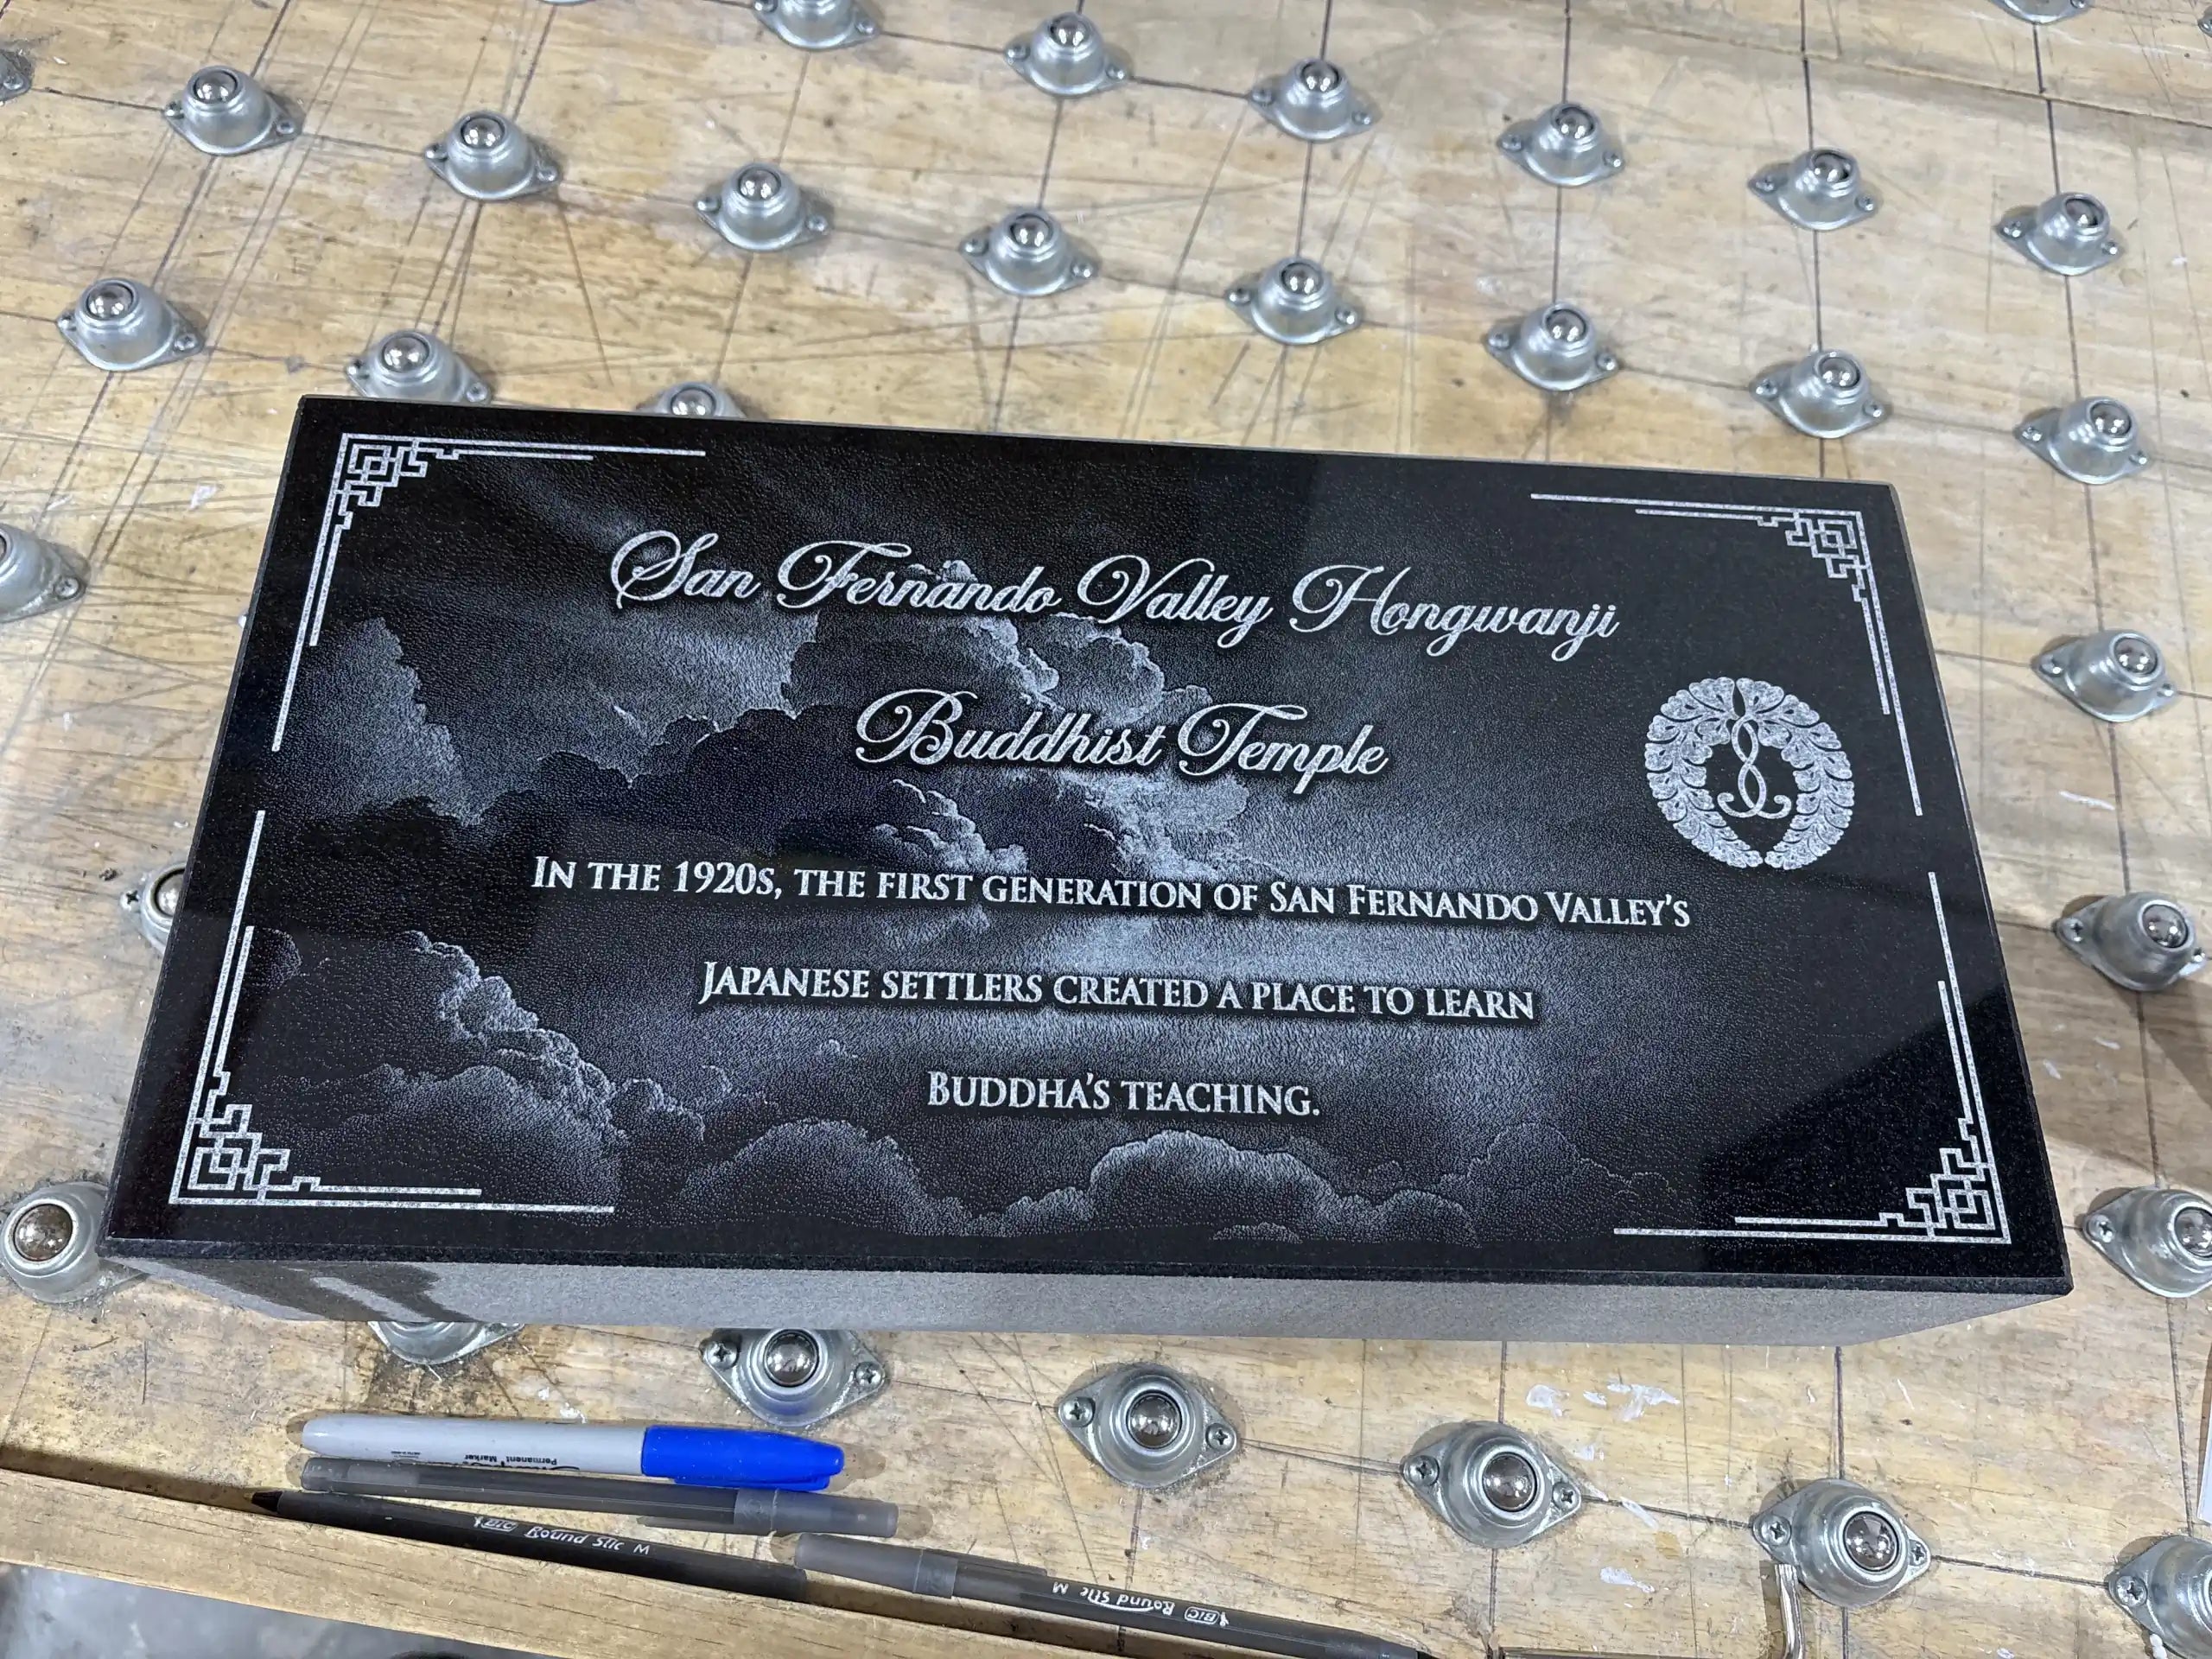 San Fernando Valley Hongwanji
Buddhist Temple
In the 1920s, the first generation of San Fernando Valley's
Japanese settlers created a place to learn
Buddha's teaching.
Permanent Marker
BIC Round Stic M
BIC Round Stic M